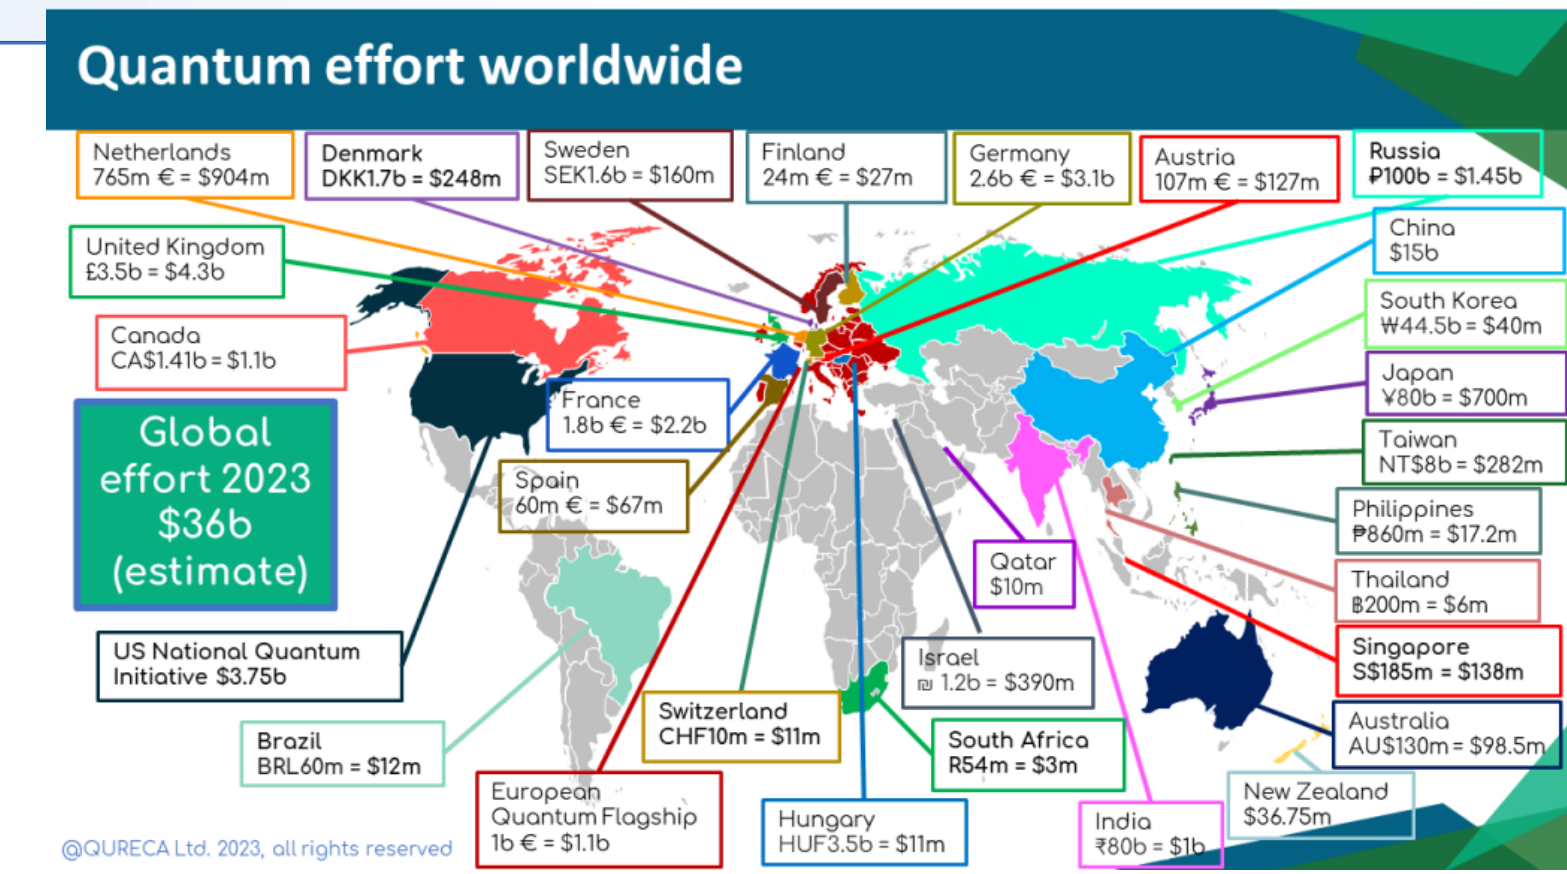 Quantum effort worldwide
Netherlands
765m € = $904m
Denmark
DKK1.7b = $248m
Sweden
SEK1.6b = $160m
Finland
24m € = $27m
Germany
2.6b € = $3.1b
Austria
107m € = $127m
Russia
₽100b = $1.45b
United Kingdom
£3.5b = $4.3b
China
$15b
Canada
CA$1.41b = $1.1b
South Korea
₩44.5b = $40m
Japan
¥80b = $700m
France
1.8b € = $2.2b
Global
effort 2023
$36b
(estimate)
Taiwan
NT$8b = $282m
Spain
60m € = $67m
Philippines
₱860m = $17.2m
Qatar
$10m
Thailand
฿200m = $6m
US National Quantum
Initiative $3.75b
Israel
₪ 1.2b = $390m
Singapore
S$185m = $138m
Switzerland
CHF10m = $11m
Australia
AU$130m = $98.5m
Brazil
BRL60m = $12m
South Africa
R54m = $3m
European
Quantum Flagship
1b € = $1.1b
Hungary
HUF3.5b = $11m
India
₹80b = $1b
New Zealand
$36.75m
@QURECA Ltd. 2023, all rights reserved